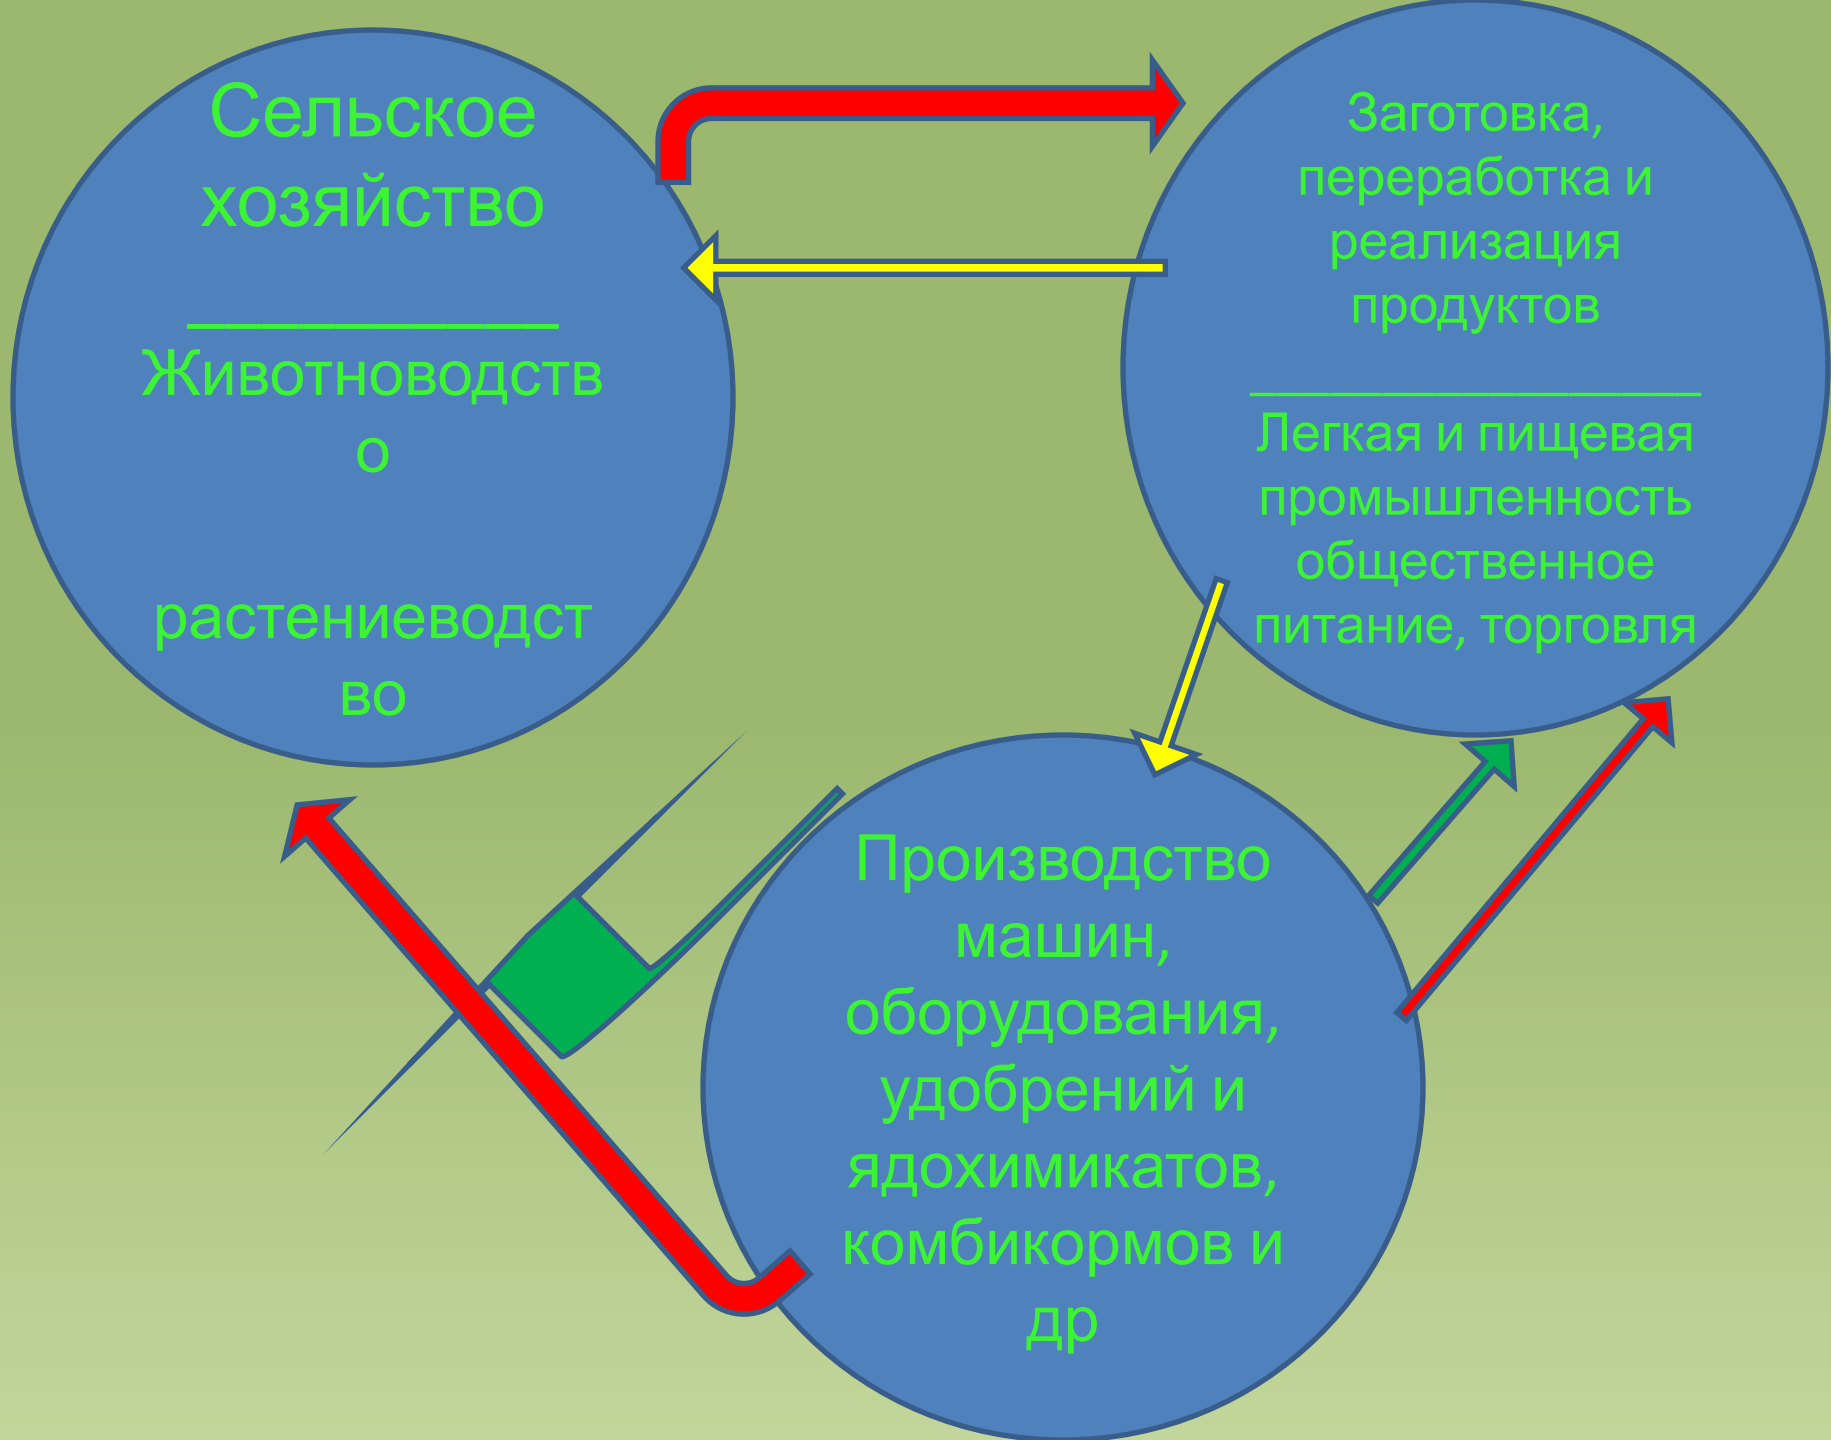 Сельское
хозяйство
__________
Животноводств
о
растениеводст
во
Заготовка,
переработка и
реализация
продуктов
_________________
Легкая и пищевая
промышленность
общественное
питание, торговля
Производство
машин,
оборудования,
удобрений и
ядохимикатов,
комбикормов и
др